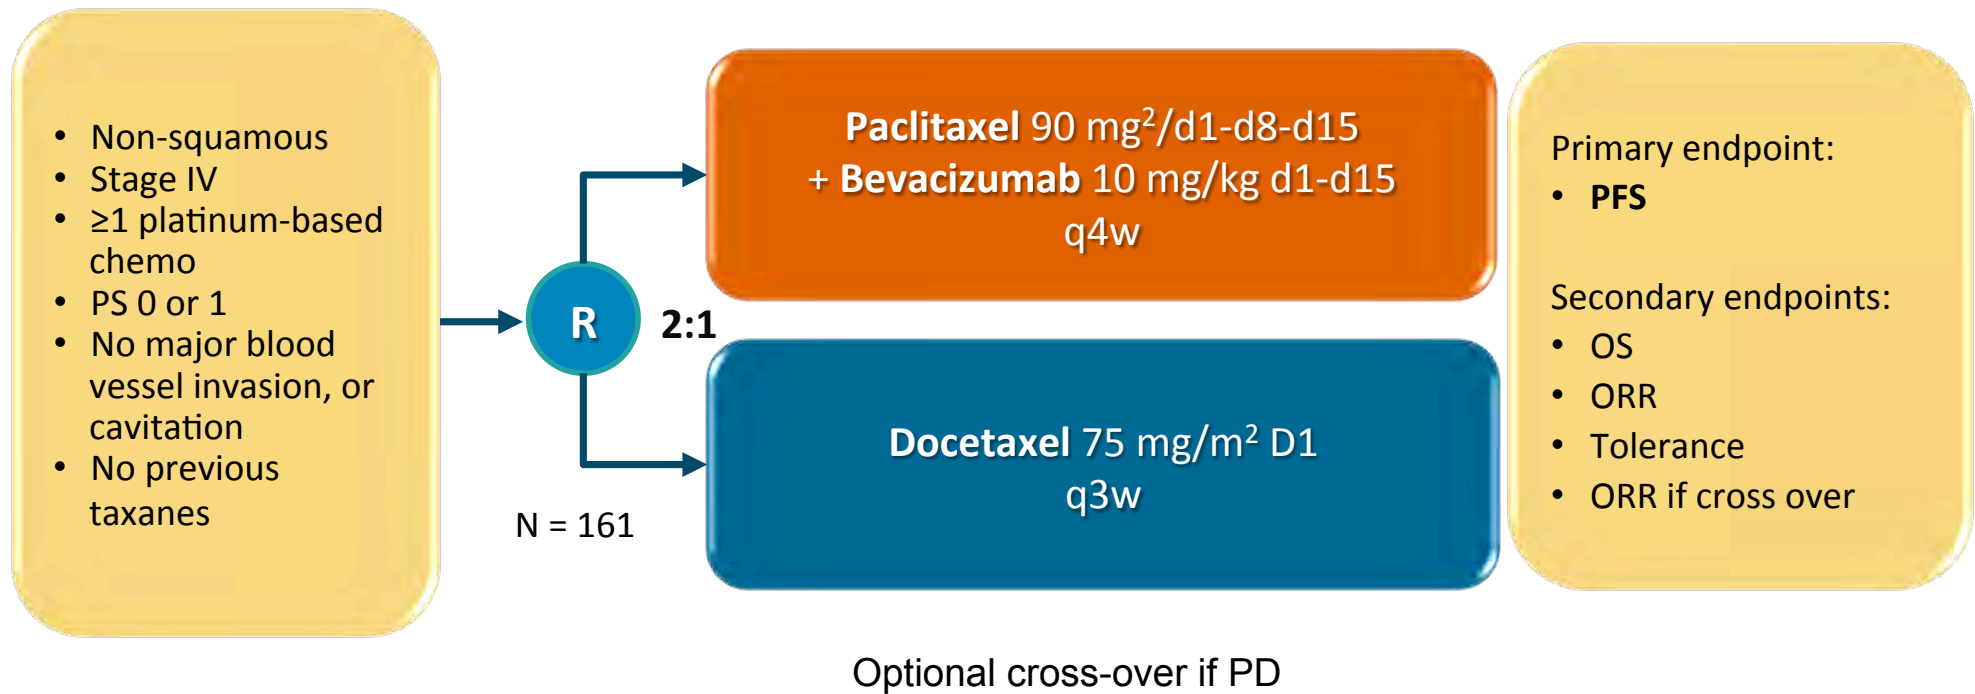 • Non-squamous
• Stage IV
• ≥1 platinum-based
chemo
• PS 0 or 1
• No major blood
vessel invasion, or
cavitation
• No previous
taxanes
R
2:1
N = 161
Paclitaxel 90 mg²/d1-d8-d15
+ Bevacizumab 10 mg/kg d1-d15
q4w
Docetaxel 75 mg/m² D1
q3w
Primary endpoint:
• PFS
Secondary endpoints:
• OS
• ORR
• Tolerance
• ORR if cross over
Optional cross-over if PD